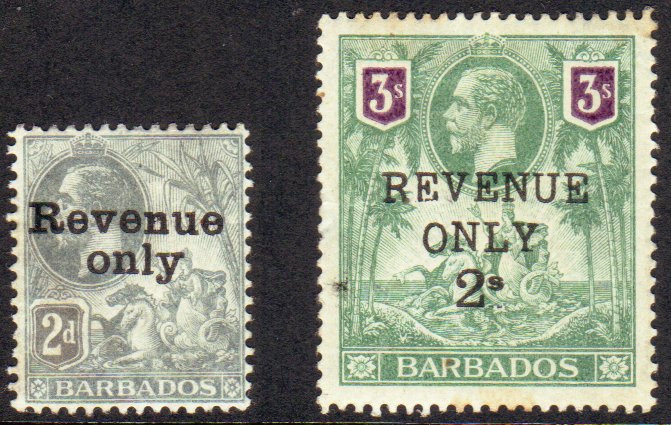 Revenue
only
2d
BARBADOS
3s 3s
REVENUE
ONLY
2s
BARBADOS